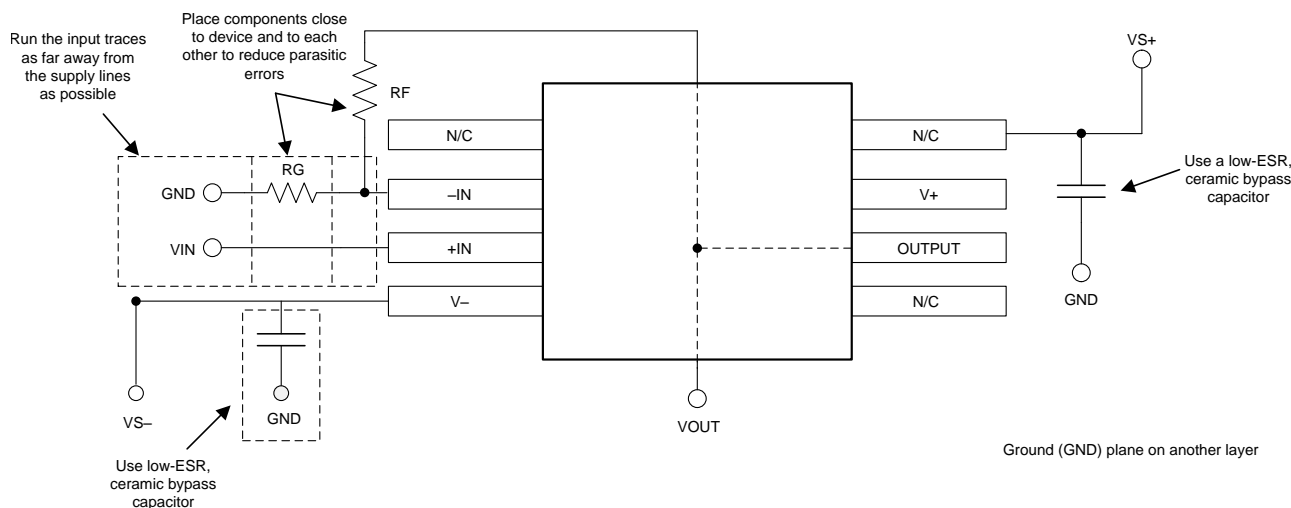 Place components close
to device and to each
other to reduce parasitic
errors
Run the input traces
as far away from
the supply lines
as possible
VS+
RF
N/C
N/C
Use a low-ESR,
ceramic bypass
capacitor
RG
GND
–IN
V+
VIN
+IN
OUTPUT
GND
V–
N/C
VS–
GND
VOUT
Use low-ESR,
ceramic bypass
capacitor
Ground (GND) plane on another layer